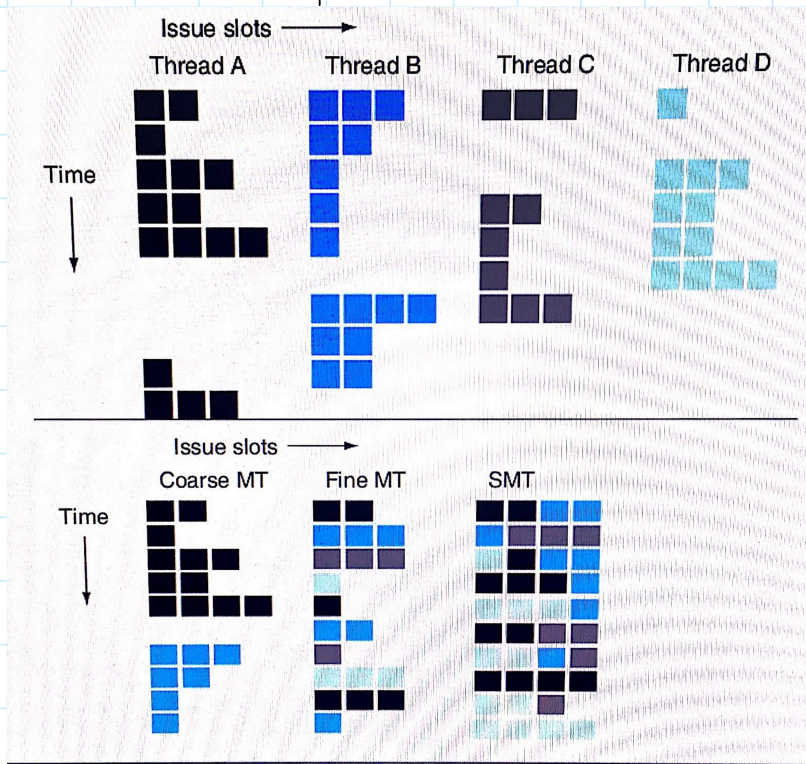 Issue slots
Thread A Thread B Thread C Thread D
Time
Issue slots
Coarse MT Fine MT SMT
Time